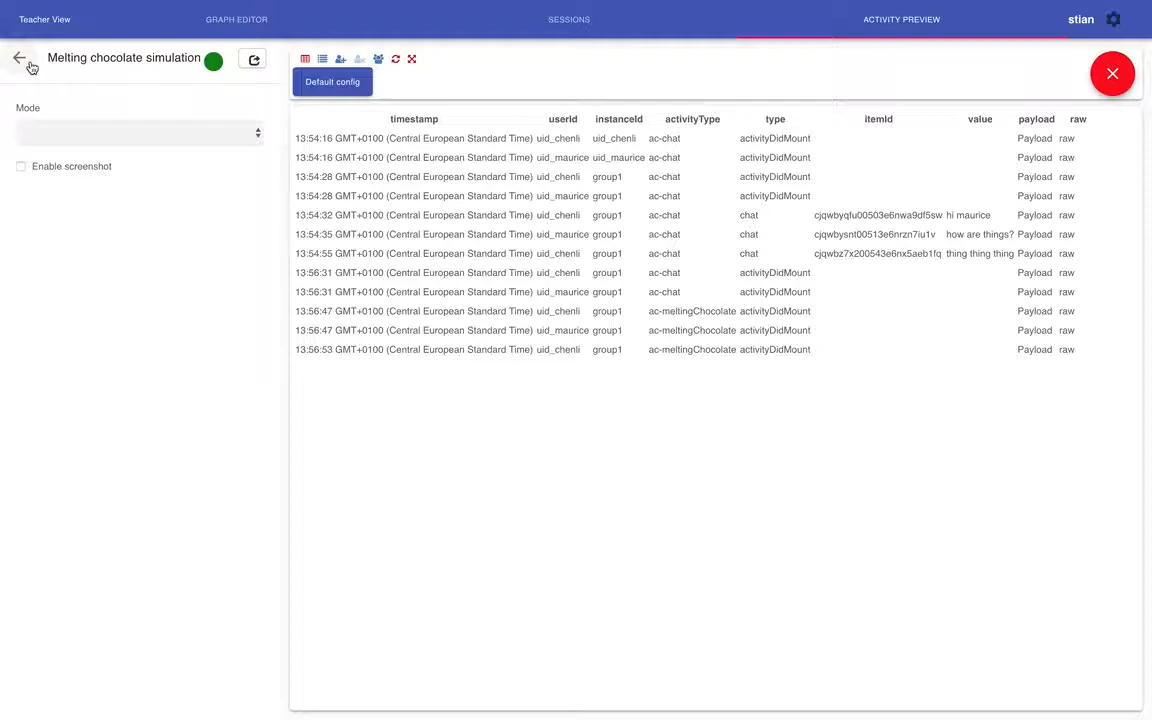 Teacher View GRAPH EDITOR SESSIONS ACTIVITY PREVIEW stian
Melting chocolate simulation
Default config
Mode
Enable screenshot
timestamp userId instanceId activityType type itemId value payload raw
13:54:16 GMT+0100 (Central European Standard Time) uid_chenli uid_chenli ac-chat activityDidMount Payload raw
13:54:16 GMT+0100 (Central European Standard Time) uid_maurice uid_maurice ac-chat activityDidMount Payload raw
13:54:28 GMT+0100 (Central European Standard Time) uid_chenli group1 ac-chat activityDidMount Payload raw
13:54:28 GMT+0100 (Central European Standard Time) uid_maurice group1 ac-chat activityDidMount Payload raw
13:54:32 GMT+0100 (Central European Standard Time) uid_chenli group1 ac-chat chat cjqwbyqfu00503e6nwa9df5sw hi maurice Payload raw
13:54:35 GMT+0100 (Central European Standard Time) uid_maurice group1 ac-chat chat cjqwbysnt00513e6nrzn7iu1v how are things? Payload raw
13:54:55 GMT+0100 (Central European Standard Time) uid_chenli group1 ac-chat chat cjqwbz7x200543e6nx5aeb1fq thing thing thing Payload raw
13:56:31 GMT+0100 (Central European Standard Time) uid_chenli group1 ac-chat activityDidMount Payload raw
13:56:31 GMT+0100 (Central European Standard Time) uid_maurice group1 ac-chat activityDidMount Payload raw
13:56:47 GMT+0100 (Central European Standard Time) uid_chenli group1 ac-meltingChocolate activityDidMount Payload raw
13:56:47 GMT+0100 (Central European Standard Time) uid_maurice group1 ac-meltingChocolate activityDidMount Payload raw
13:56:53 GMT+0100 (Central European Standard Time) uid_chenli group1 ac-meltingChocolate activityDidMount Payload raw